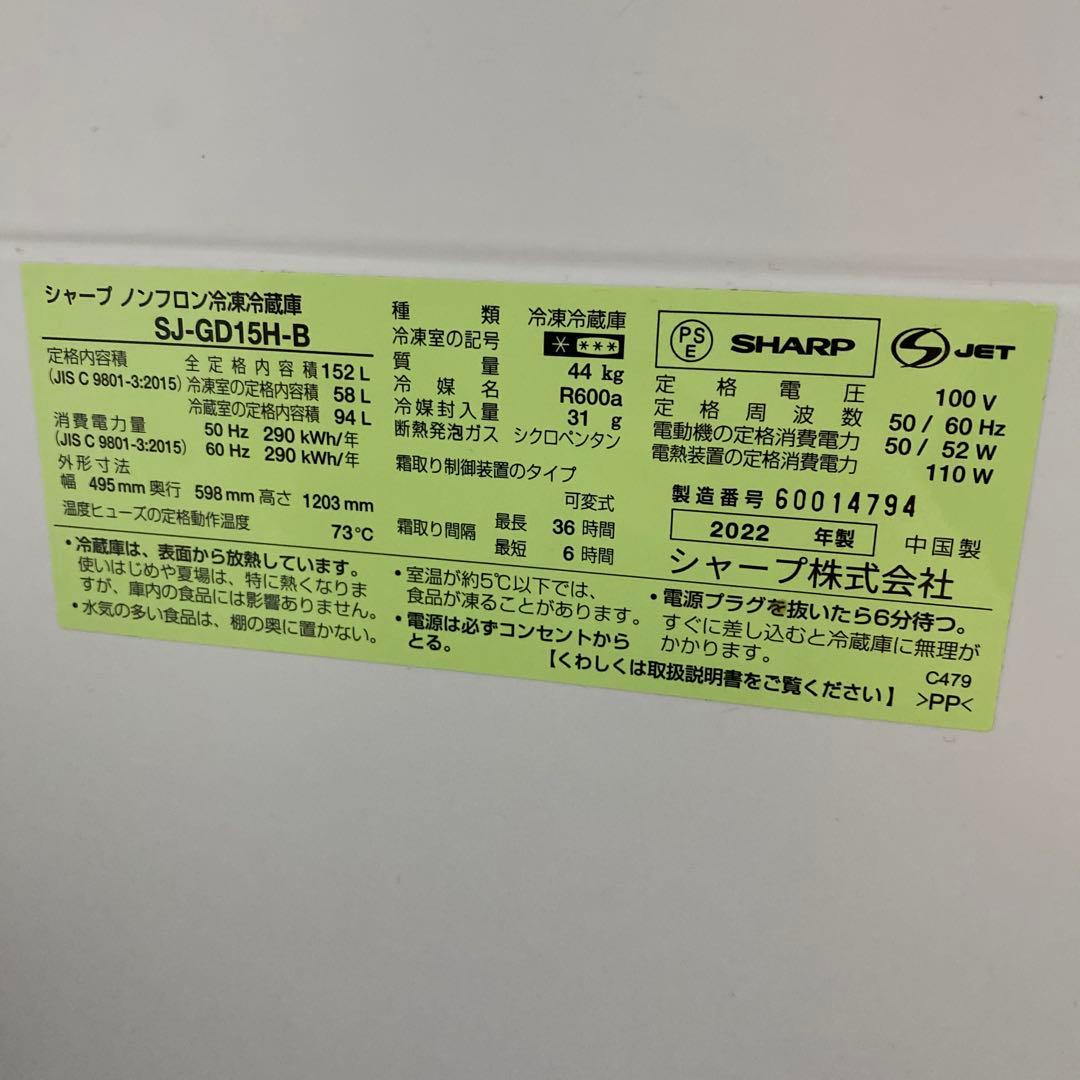 シャープ ノンフロン冷凍冷蔵庫
SJ-GD15H-B
定格内容積 全定格内容積 152 L
(JIS C 9801-3:2015) 冷凍室の定格内容積 58 L
冷蔵室の定格内容積 94 L
消費電力量 50 Hz 290 kWh/年
(JIS C 9801-3:2015) 60 Hz 290 kWh/年
外形寸法
幅 495 mm 奥行 598 mm 高さ 1203 mm
温度ヒューズの定格動作温度 73℃
種類 冷凍冷蔵庫
冷凍室の記号 * ***
質量 44 kg
冷媒名 R600a
冷媒封入量 31 g
断熱発泡ガス シクロペンタン
霜取り制御装置のタイプ
可変式
霜取り間隔 最長 36 時間
最短 6 時間
PSE SHARP JET
定格電圧 100 V
定格周波数 50 / 60 Hz
電動機の定格消費電力 50 / 52 W
電熱装置の定格消費電力 110 W
製造番号 60014794
2022 年製 中国製
シャープ株式会社
・冷蔵庫は、表面から放熱しています。
使いはじめや夏場は、特に熱くなりま
すが、庫内の食品には影響ありません。
・水気の多い食品は、棚の奥に置かない。
・室温が約5℃以下では、
食品が凍ることがあります。
・電源は必ずコンセントから
とる。
・電源プラグを抜いたら6分待つ。
すぐに差し込むと冷蔵庫に無理が
かかります。
【くわしくは取扱説明書をご覧ください】
C479
>PP<